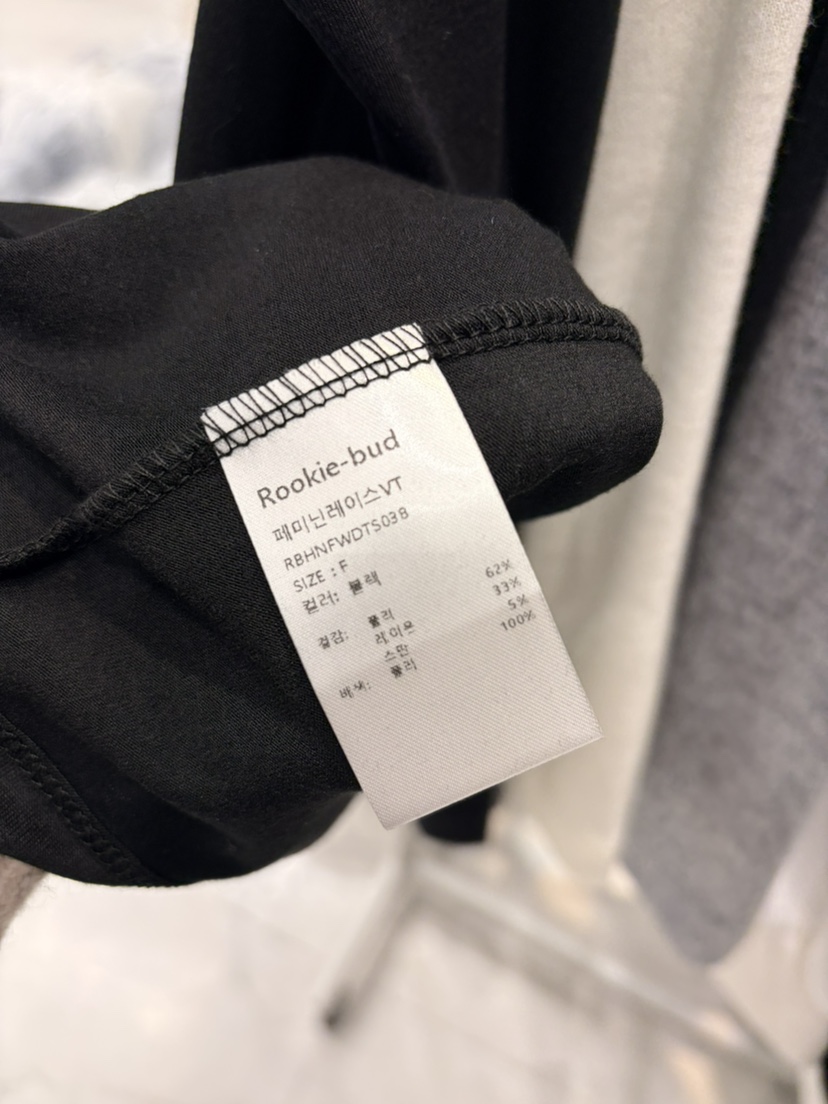 Rookie-bud
페미닌레이스VT
RBHNFWDTS038
SIZE : F
컬러: 블랙
겉감: 폴리 62%
레이온 33%
스판 5%
배색: 폴리 100%